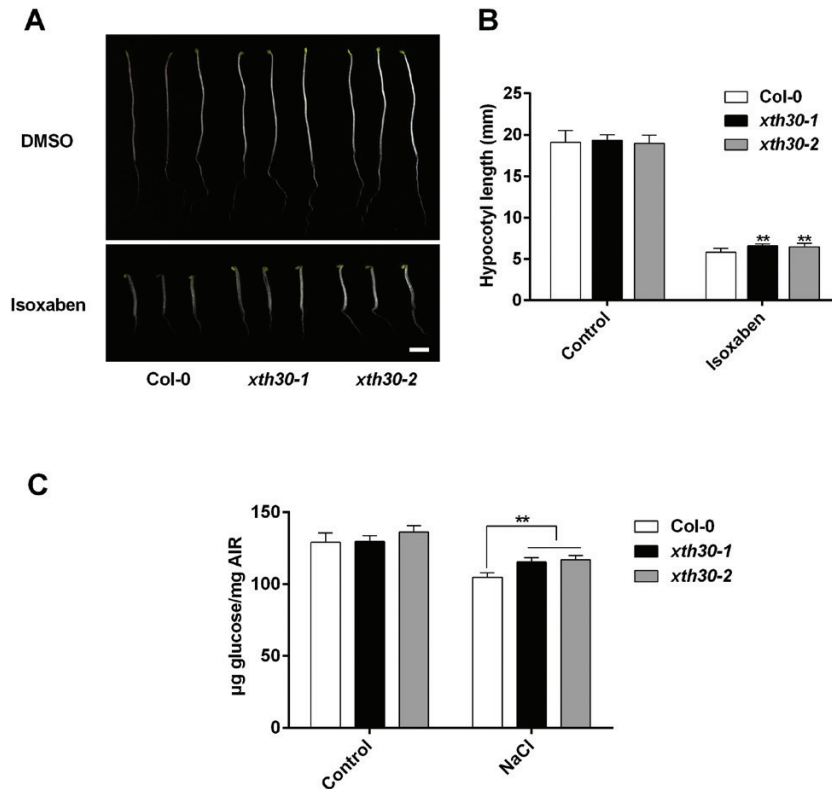 A
DMSO
Isoxaben
Col-0 xth30-1 xth30-2
B
Hypocotyl length (mm)
25
20
15
10
5
0
** **
Control
Isoxaben
Col-0
xth30-1
xth30-2
C
µg glucose/mg AIR
150
100
50
0
**
Control
NaCl
Col-0
xth30-1
xth30-2